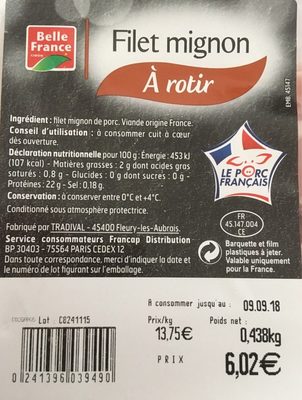 Belle
France
Filet mignon
À rotir
EMB. 45147
Ingrédient : filet mignon de porc. Viande origine France.
Conseil d'utilisation : à consommer cuit à cœur
dès ouverture.
Déclaration nutritionnelle pour 100 g : Énergie : 453 kJ
(107 kcal) - Matières grasses : 2 g dont acides gras
saturés : 0,8 g - Glucides : 0 g dont sucres : 0 g -
Protéines : 22 g - Sel : 0,18 g.
Conservation : à conserver entre 0°C et +4°C.
Conditionné sous atmosphère protectrice.
LE PORC
FRANÇAIS
FR
45.147.004
CE
Fabriqué par TRADIVAL - 45400 Fleury-les-Aubrais.
Service consommateurs Francap Distribution
BP 30403 - 75564 PARIS CEDEX 12
Dans toute correspondance, merci d'indiquer la date et
le numéro de lot figurant sur l'emballage.
Barquette et film
plastiques à jeter.
Valable uniquement
pour la France.
A consommer jusqu'au : 09.09.18
Lot C0241115
Prix/kg
Poids net :
13,75€
0,438kg
PRIX
6,02€
0 241396 039490